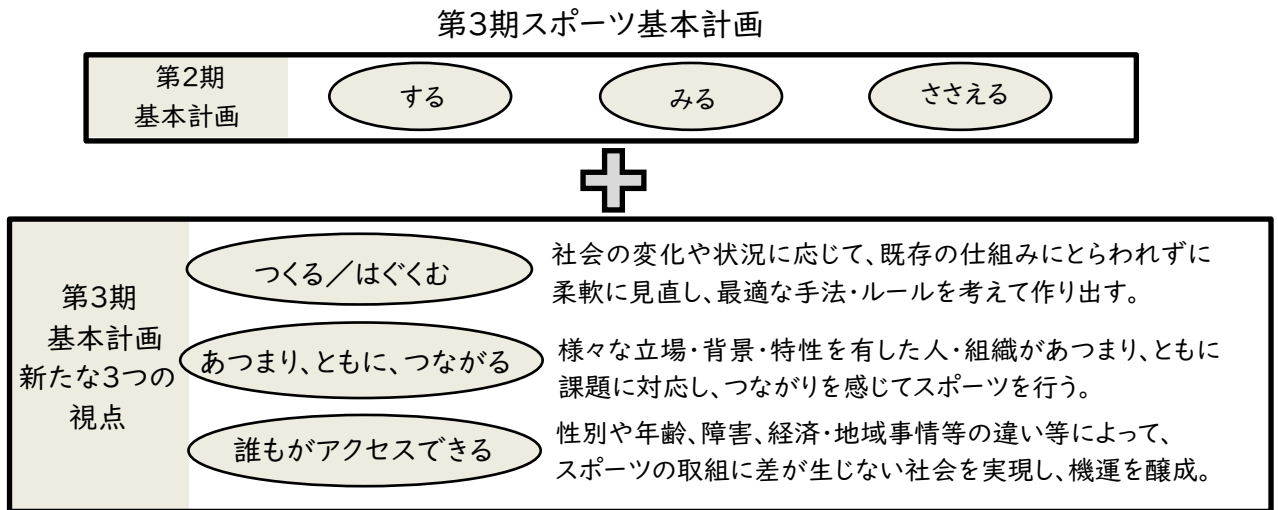 第3期スポーツ基本計画
第2期
基本計画
する
みる
ささえる
第3期
基本計画
新たな3つの
視点
つくる／はぐくむ
社会の変化や状況に応じて、既存の仕組みにとらわれずに
柔軟に見直し、最適な手法・ルールを考えて作り出す。
あつまり、ともに、つながる
様々な立場・背景・特性を有した人・組織があつまり、ともに
課題に対応し、つながりを感じてスポーツを行う。
誰もがアクセスできる
性別や年齢、障害、経済・地域事情等の違い等によって、
スポーツの取組に差が生じない社会を実現し、機運を醸成。